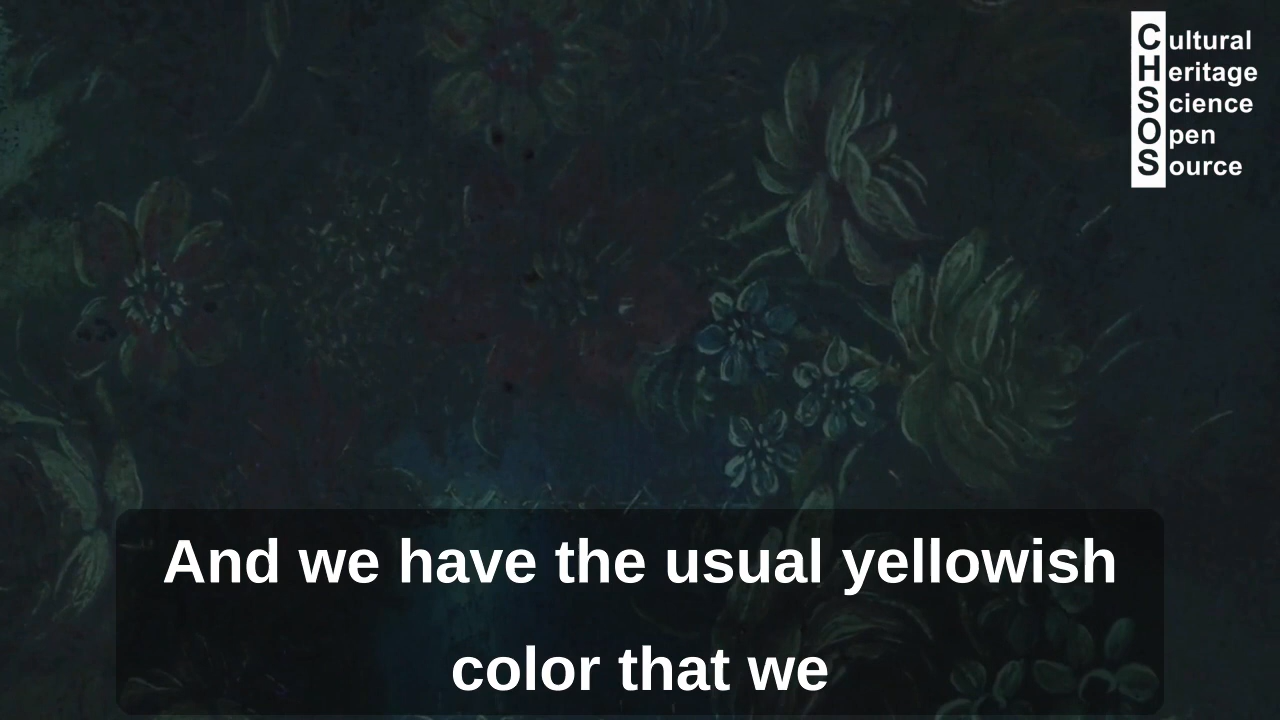 Cultural
Heritage
Science
Open
Source
And we have the usual yellowish
color that we